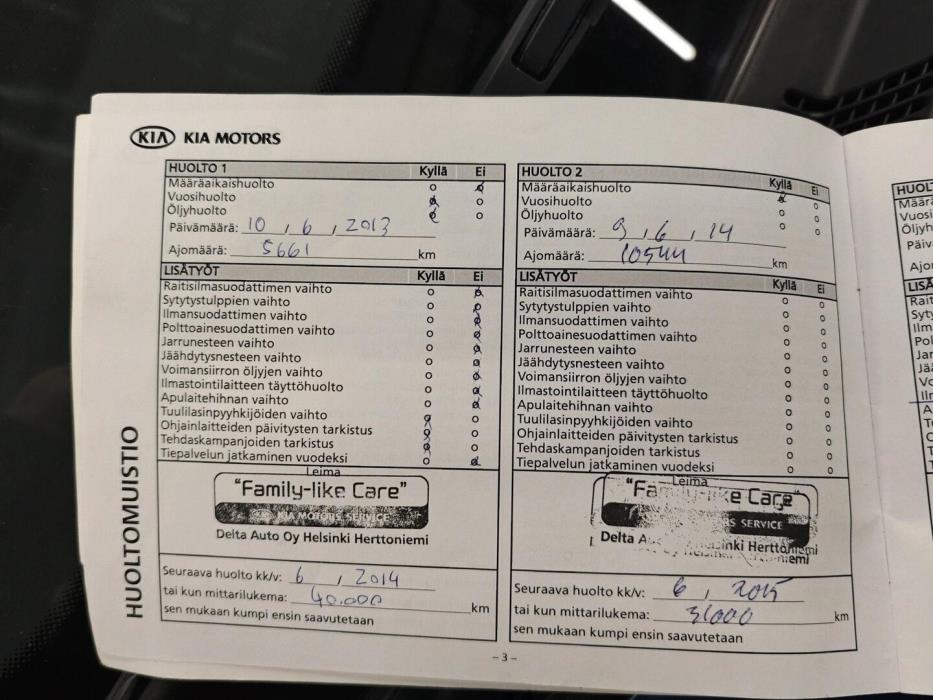 KIA KIA MOTORS
HUOLTO 1 Kyllä Ei
Määräaikaishuolto
Vuosihuolto
Öljyhuolto
Päivämäärä: 10 , 6 , 2013
Ajomäärä: 5661 km
LISÄTYÖT Kyllä Ei
Raitisilmasuodattimen vaihto
Sytytystulppien vaihto
Ilmansuodattimen vaihto
Polttoainesuodattimen vaihto
Jarrunesteen vaihto
Jäähdytysnesteen vaihto
Voimansiirron öljyjen vaihto
Ilmastointilaitteen täyttöhuolto
Apulaitehihnan vaihto
Tuulilasinpyyhkijöiden vaihto
Ohjainlaitteiden päivitysten tarkistus
Tehdaskampanjoiden tarkistus
Tiepalvelun jatkaminen vuodeksi
Leima
"Family-like Care"
KIA MOTORS SERVICE
Delta Auto Oy Helsinki Herttoniemi
Seuraava huolto kk/v: 6 , 2014
tai kun mittarilukema: 40.000 km
sen mukaan kumpi ensin saavutetaan
HUOLTO 2 Kyllä Ei
Määräaikaishuolto
Vuosihuolto
Öljyhuolto
Päivämäärä: 9 , 6 , 14
Ajomäärä: 10544 km
LISÄTYÖT Kyllä Ei
Raitisilmasuodattimen vaihto
Sytytystulppien vaihto
Ilmansuodattimen vaihto
Polttoainesuodattimen vaihto
Jarrunesteen vaihto
Jäähdytysnesteen vaihto
Voimansiirron öljyjen vaihto
Ilmastointilaitteen täyttöhuolto
Apulaitehihnan vaihto
Tuulilasinpyyhkijöiden vaihto
Ohjainlaitteiden päivitysten tarkistus
Tehdaskampanjoiden tarkistus
Tiepalvelun jatkaminen vuodeksi
Leima
Care"
SERVICE
Delta Herttoniemi
Seuraava huolto kk/v: 6 , 2015
tai kun mittarilukema: km
sen mukaan kumpi ensin saavutetaan
HUOLTOMUISTIO
– 3 –